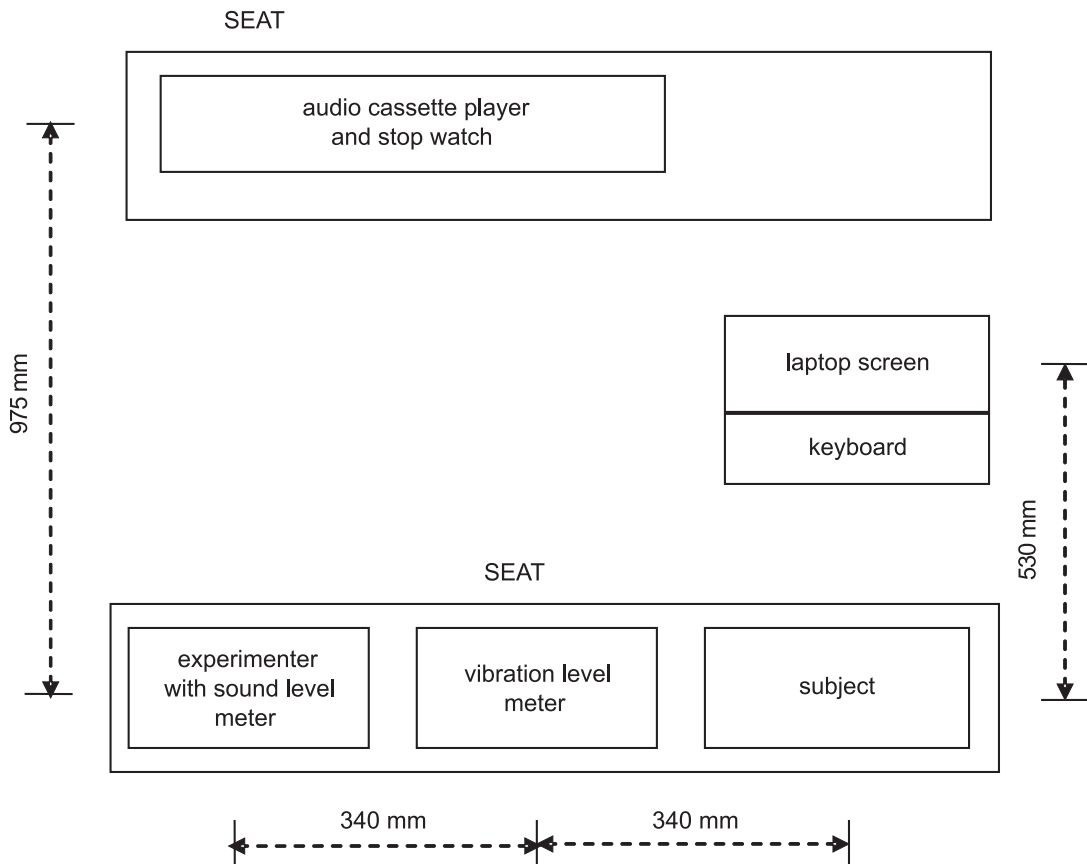 SEAT
audio cassette player
and stop watch
975 mm
laptop screen
keyboard
530 mm
SEAT
experimenter
with sound level
meter
vibration level
meter
subject
340 mm
340 mm